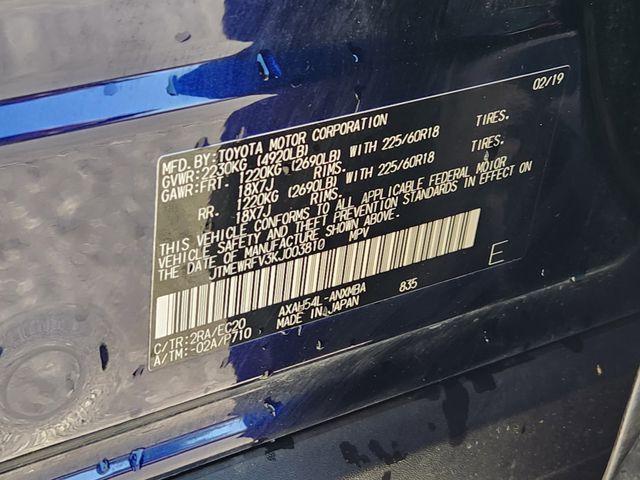 02/19
MFD. BY: TOYOTA MOTOR CORPORATION
GVWR: 2230KG (4920LB)
GAWR: FRT. 1220KG (2690LB) WITH 225/60R18 TIRES.
18X7J RIMS.
RR. 1220KG (2690LB) WITH 225/60R18 TIRES.
18X7J RIMS.
THIS VEHICLE CONFORMS TO ALL APPLICABLE FEDERAL MOTOR
VEHICLE SAFETY AND THEFT PREVENTION STANDARDS IN EFFECT ON
THE DATE OF MANUFACTURE SHOWN ABOVE.
JTMEWRFV3KJ003810 MPV
E
C/TR: 2RA/EC20 AXAH54L-ANXMBA 835
A/TM: -02A/P710 MADE IN JAPAN